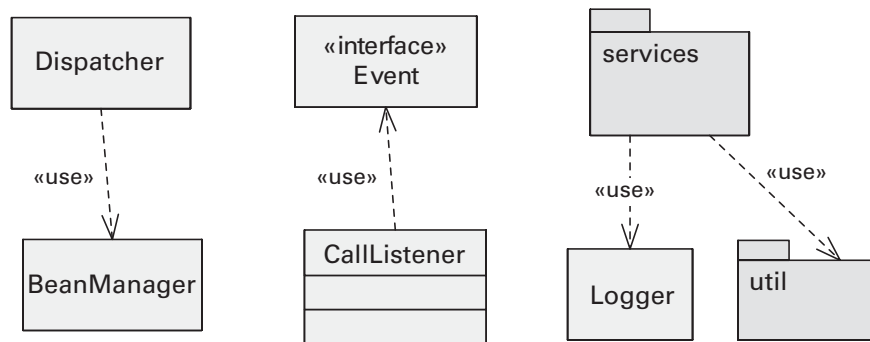 Dispatcher
«use»
BeanManager
«interface»
Event
«use»
CallListener
services
«use»
«use»
Logger
util